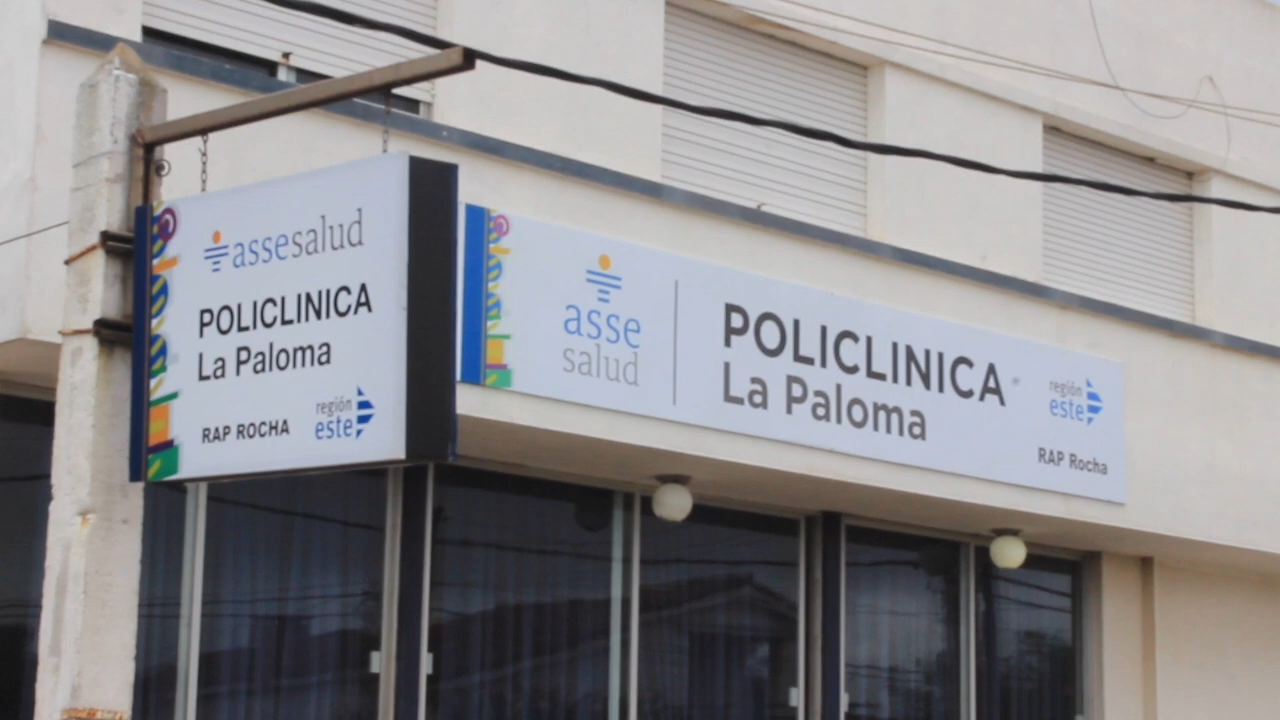 assesalud
POLICLINICA
La Paloma
RAP ROCHA
región
este
asse
salud
POLICLINICA
La Paloma
región
este
RAP Rocha